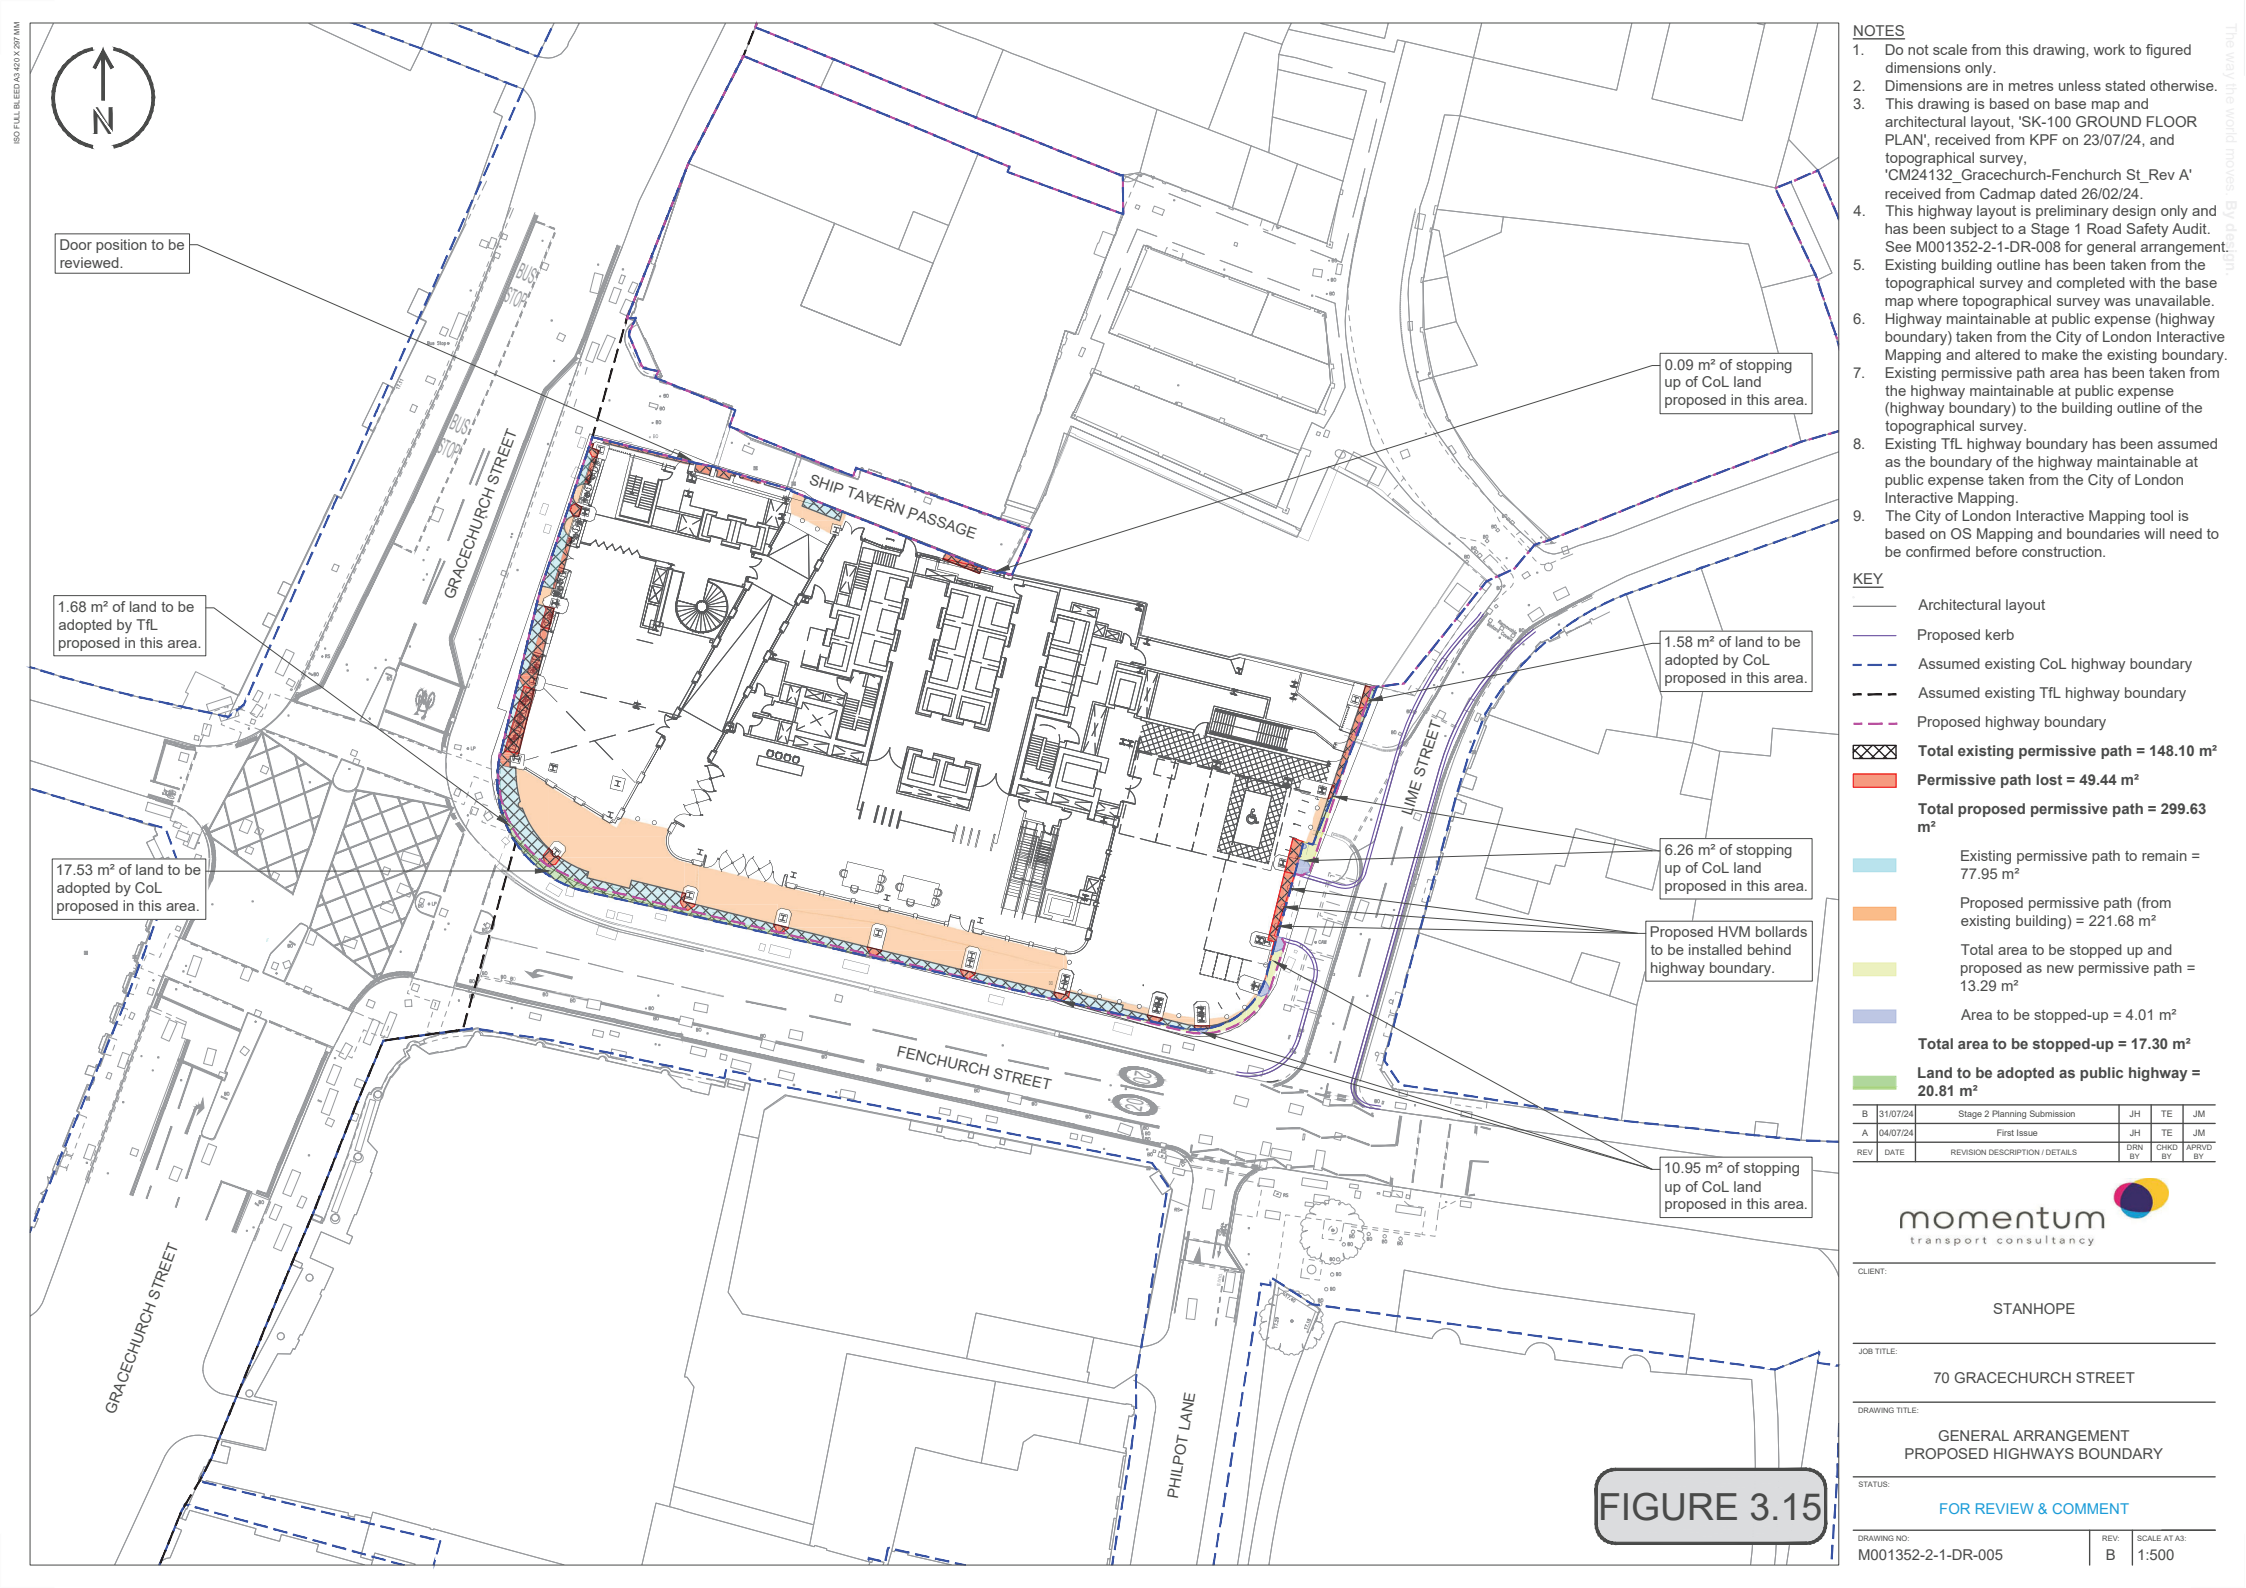 ISO FULL BLEED A3 420 X 297 MM
The way the world moves. By design.
N
Door position to be
reviewed.
1.68 m² of land to be
adopted by TfL
proposed in this area.
17.53 m² of land to be
adopted by CoL
proposed in this area.
0.09 m² of stopping
up of CoL land
proposed in this area.
1.58 m² of land to be
adopted by CoL
proposed in this area.
6.26 m² of stopping
up of CoL land
proposed in this area.
Proposed HVM bollards
to be installed behind
highway boundary.
10.95 m² of stopping
up of CoL land
proposed in this area.
BUS
STOP
BUS
STOP
Bus Stop
GRACECHURCH STREET
SHIP TAVERN PASSAGE
LIME STREET
FENCHURCH STREET
20
20
GRACECHURCH STREET
PHILPOT LANE
FIGURE 3.15
NOTES
1. Do not scale from this drawing, work to figured
dimensions only.
2. Dimensions are in metres unless stated otherwise.
3. This drawing is based on base map and
architectural layout, 'SK-100 GROUND FLOOR
PLAN', received from KPF on 23/07/24, and
topographical survey,
'CM24132_Gracechurch-Fenchurch St_Rev A'
received from Cadmap dated 26/02/24.
4. This highway layout is preliminary design only and
has been subject to a Stage 1 Road Safety Audit.
See M001352-2-1-DR-008 for general arrangement.
5. Existing building outline has been taken from the
topographical survey and completed with the base
map where topographical survey was unavailable.
6. Highway maintainable at public expense (highway
boundary) taken from the City of London Interactive
Mapping and altered to make the existing boundary.
7. Existing permissive path area has been taken from
the highway maintainable at public expense
(highway boundary) to the building outline of the
topographical survey.
8. Existing TfL highway boundary has been assumed
as the boundary of the highway maintainable at
public expense taken from the City of London
Interactive Mapping.
9. The City of London Interactive Mapping tool is
based on OS Mapping and boundaries will need to
be confirmed before construction.
KEY
Architectural layout
Proposed kerb
Assumed existing CoL highway boundary
Assumed existing TfL highway boundary
Proposed highway boundary
Total existing permissive path = 148.10 m²
Permissive path lost = 49.44 m²
Total proposed permissive path = 299.63
m²
Existing permissive path to remain =
77.95 m²
Proposed permissive path (from
existing building) = 221.68 m²
Total area to be stopped up and
proposed as new permissive path =
13.29 m²
Area to be stopped-up = 4.01 m²
Total area to be stopped-up = 17.30 m²
Land to be adopted as public highway =
20.81 m²
B 31/07/24 Stage 2 Planning Submission JH TE JM
A 04/07/24 First Issue JH TE JM
REV DATE REVISION DESCRIPTION / DETAILS DRN BY CHKD BY APRVD BY
momentum
transport consultancy
CLIENT:
STANHOPE
JOB TITLE:
70 GRACECHURCH STREET
DRAWING TITLE:
GENERAL ARRANGEMENT
PROPOSED HIGHWAYS BOUNDARY
STATUS:
FOR REVIEW & COMMENT
DRAWING NO: REV: SCALE AT A3:
M001352-2-1-DR-005 B 1:500